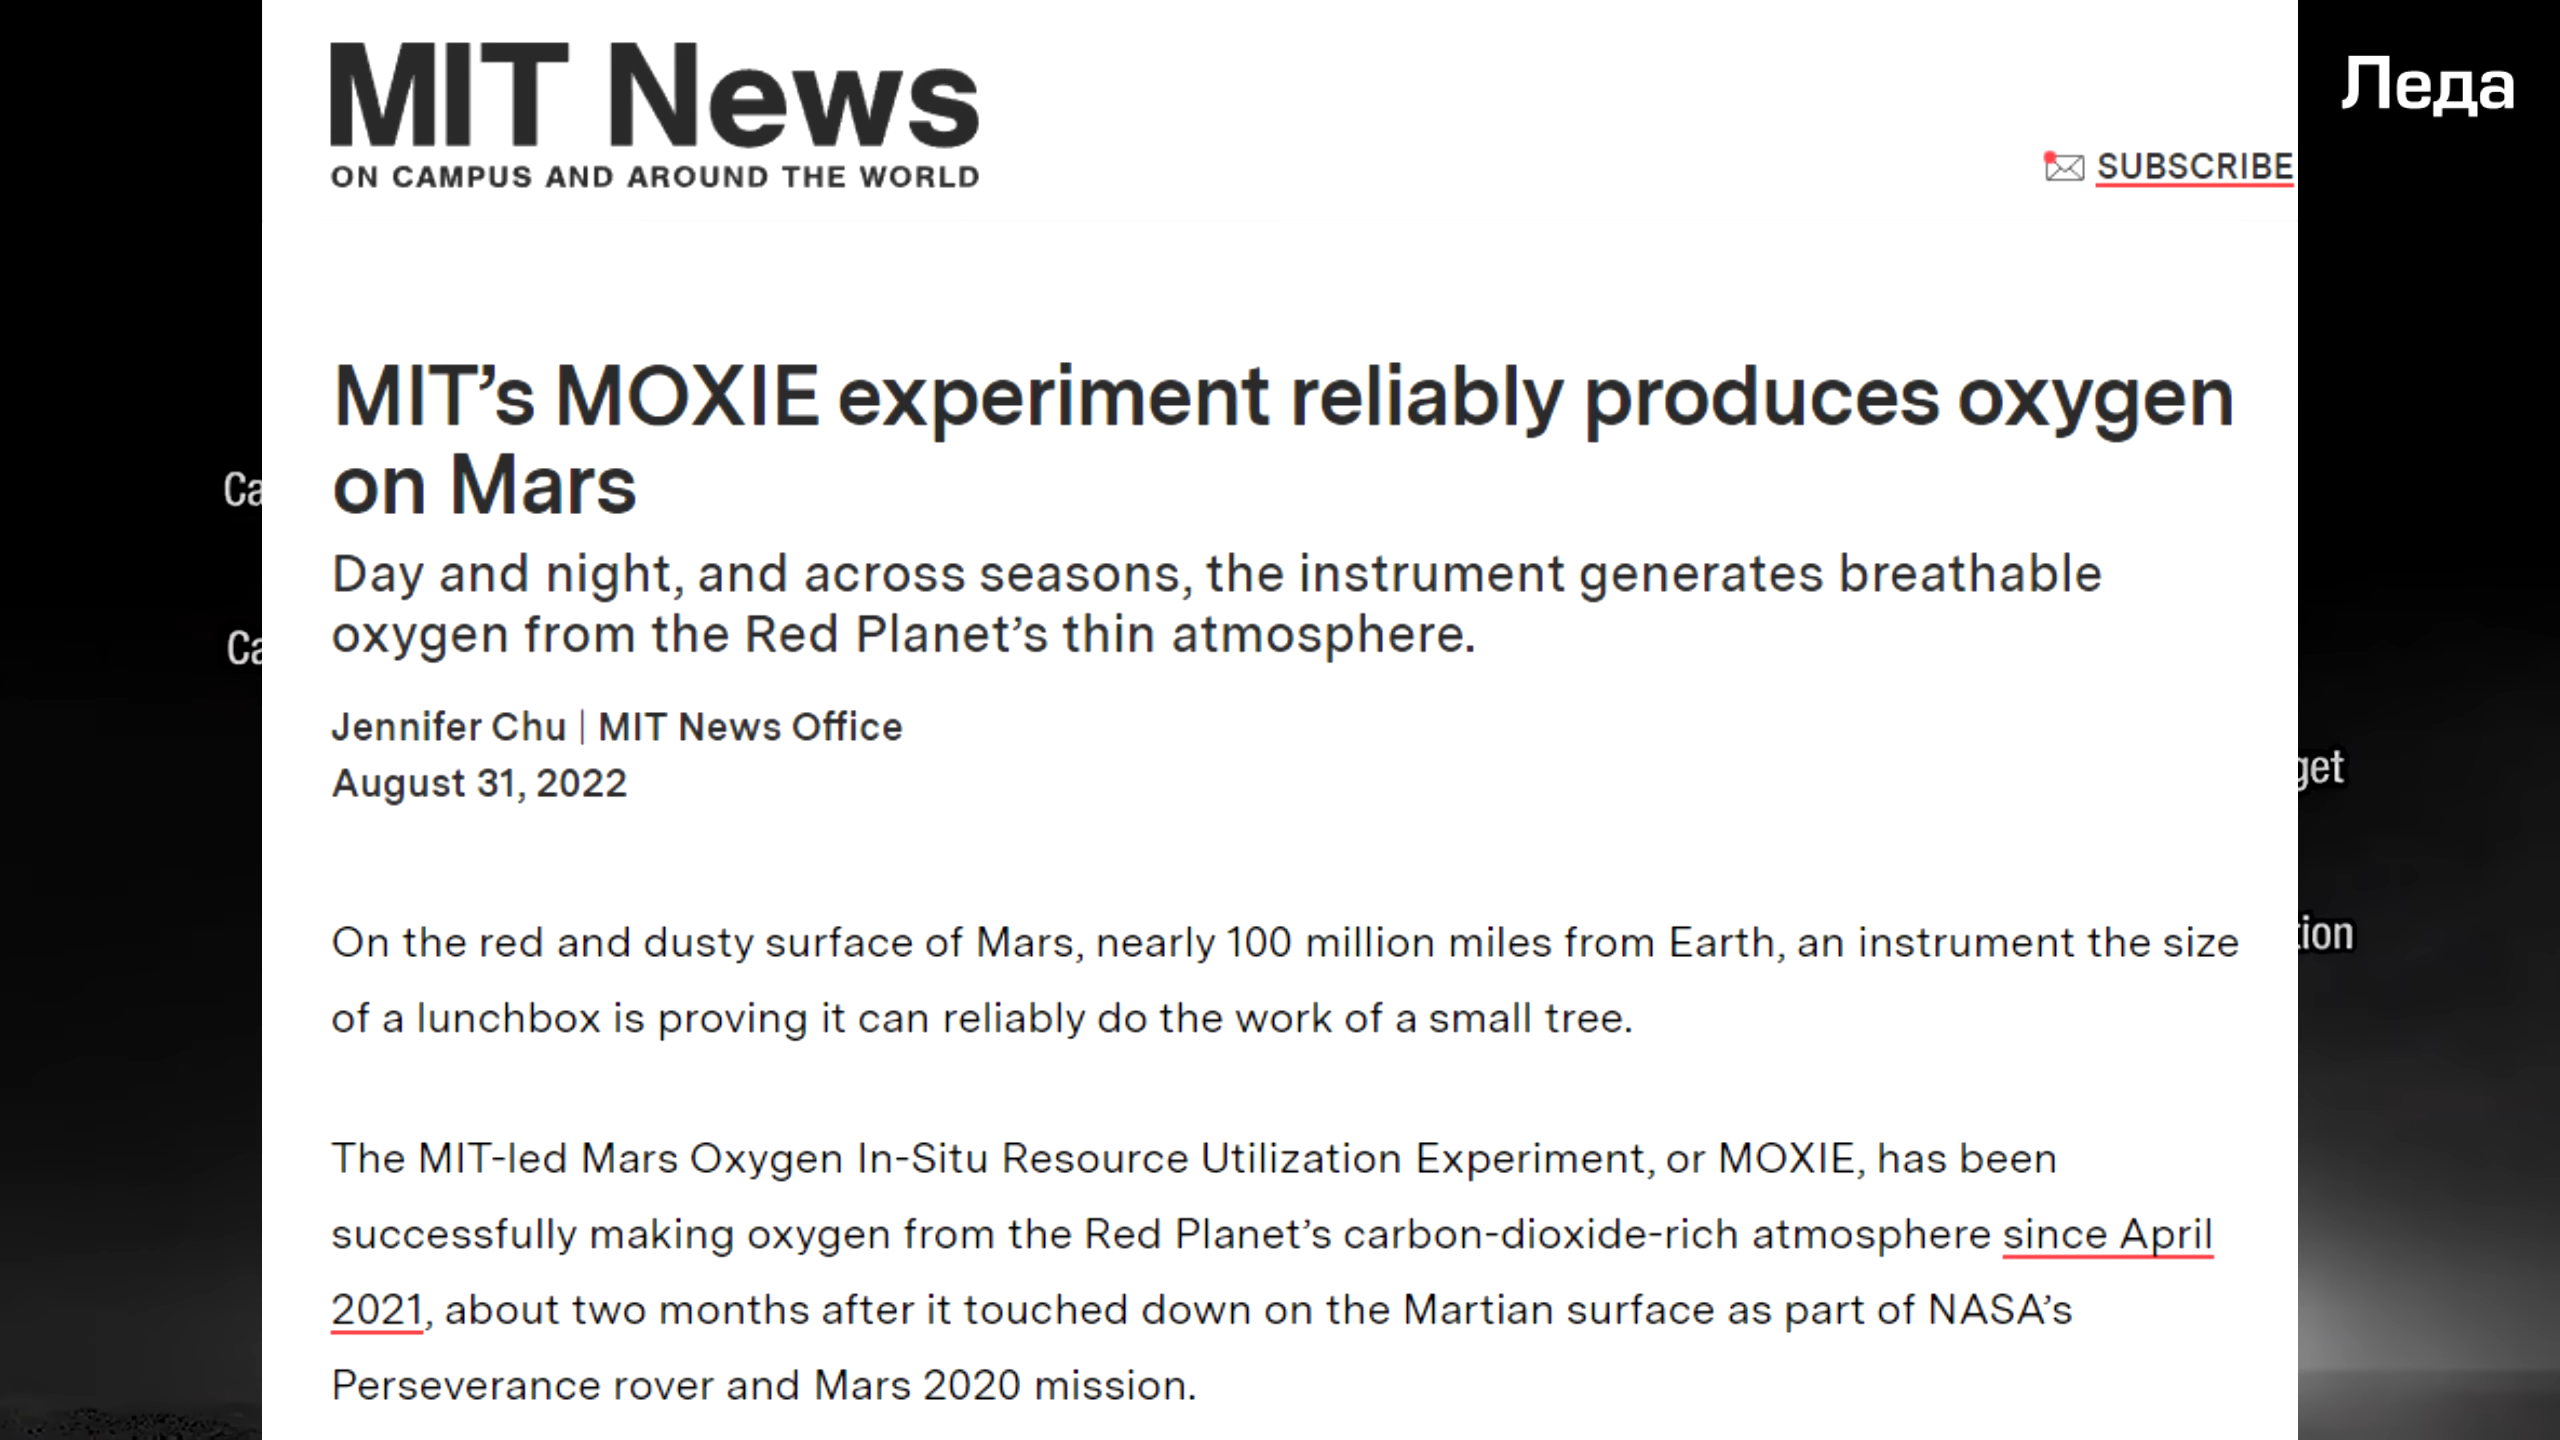 MIT News
Леда
ON CAMPUS AND AROUND THE WORLD
SUBSCRIBE
MIT’s MOXIE experiment reliably produces oxygen
on Mars
Day and night, and across seasons, the instrument generates breathable
oxygen from the Red Planet’s thin atmosphere.
Jennifer Chu | MIT News Office
August 31, 2022
On the red and dusty surface of Mars, nearly 100 million miles from Earth, an instrument the size
of a lunchbox is proving it can reliably do the work of a small tree.
The MIT-led Mars Oxygen In-Situ Resource Utilization Experiment, or MOXIE, has been
successfully making oxygen from the Red Planet’s carbon-dioxide-rich atmosphere since April
2021, about two months after it touched down on the Martian surface as part of NASA’s
Perseverance rover and Mars 2020 mission.